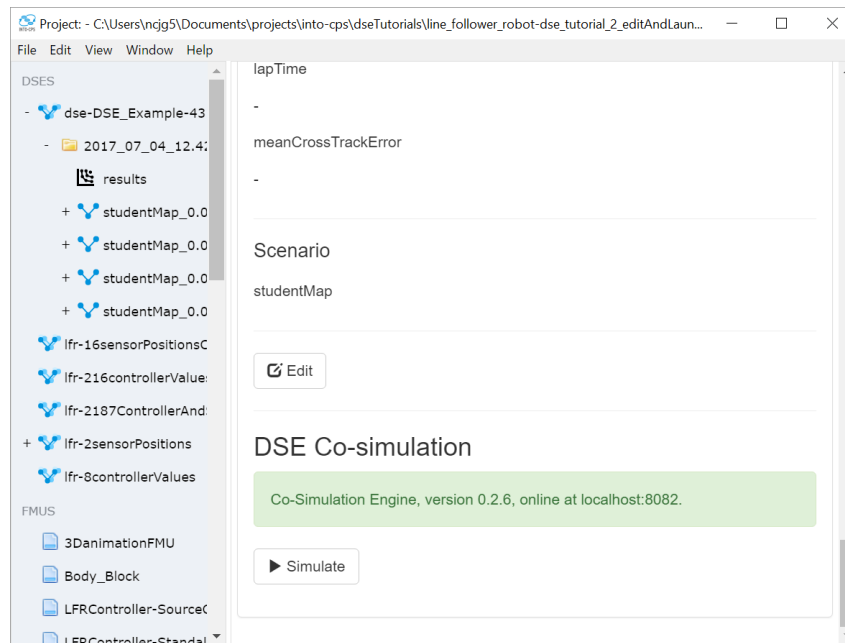 Project: - C:\Users\ncjg5\Documents\projects\into-cps\dseTutorials\line_follower_robot-dse_tutorial_2_editAndLaun...
File Edit View Window Help
DSES
- dse-DSE_Example-43
- 2017_07_04_12.42
results
+ studentMap_0.0
+ studentMap_0.0
+ studentMap_0.0
+ studentMap_0.0
lfr-16sensorPositionsC
lfr-216controllerValue
lfr-2187ControllerAnd
+ lfr-2sensorPositions
lfr-8controllerValues
FMUS
3DanimationFMU
Body_Block
LFRController-SourceC
LFRController-Standal
lapTime
-
meanCrossTrackError
-
Scenario
studentMap
Edit
DSE Co-simulation
Co-Simulation Engine, version 0.2.6, online at localhost:8082.
Simulate